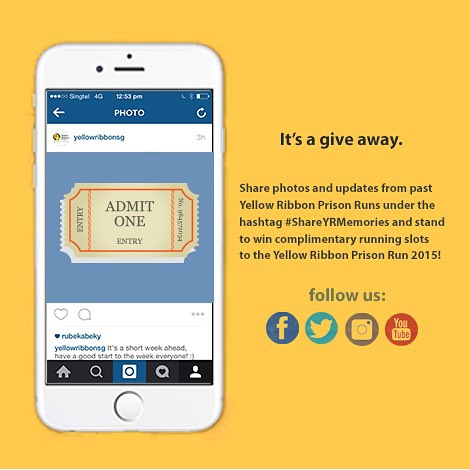 Singtel 4G 12:53 pm
PHOTO
yellowribbonsg 3h
ENTRY
ADMIT
ONE
ENTRY
rubekabeky
yellowribbonsg It's a short week ahead,
have a good start to the week everyone! :)
It's a give away.
Share photos and updates from past
Yellow Ribbon Prison Runs under the
hashtag #ShareYRMemories and stand
to win complimentary running slots
to the Yellow Ribbon Prison Run 2015!
follow us:
You
Tube